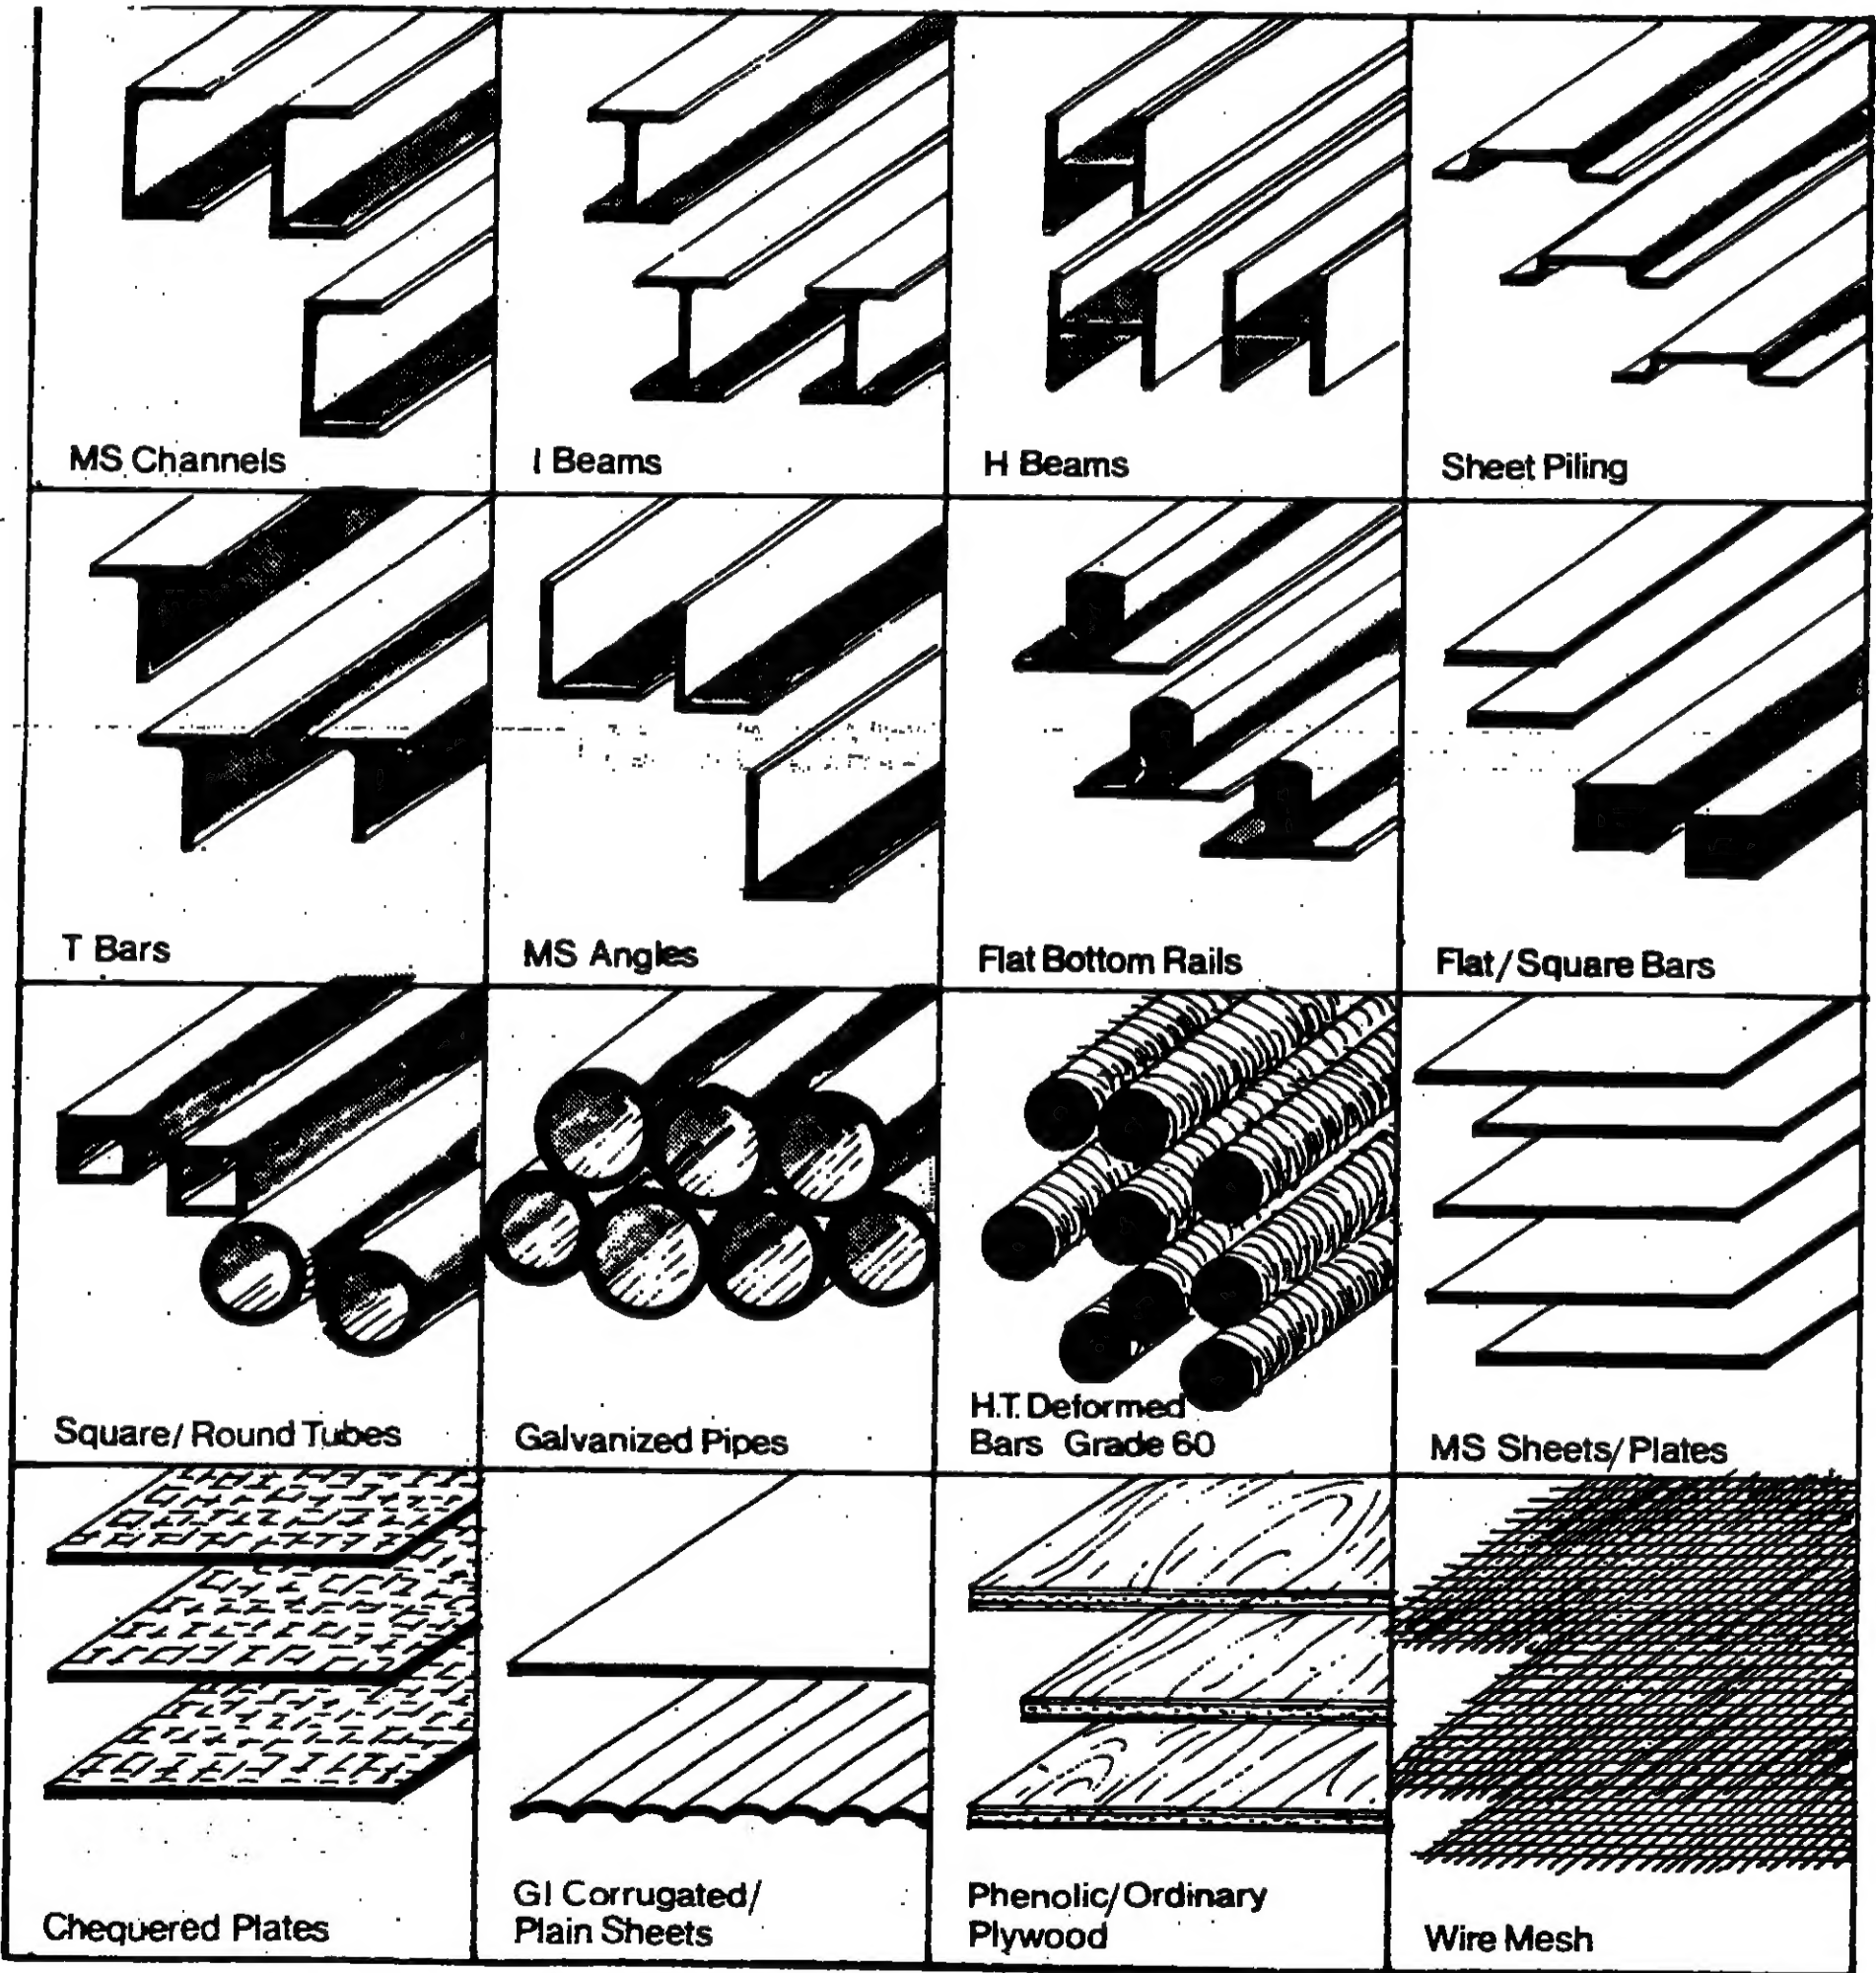 MS Channels
I Beams
H Beams
Sheet Piling
T Bars
MS Angles
Flat Bottom Rails
Flat/Square Bars
Square/Round Tubes
Galvanized Pipes
H.T. Deformed
Bars Grade 60
MS Sheets/Plates
Chequered Plates
GI Corrugated/
Plain Sheets
Phenolic/Ordinary
Plywood
Wire Mesh